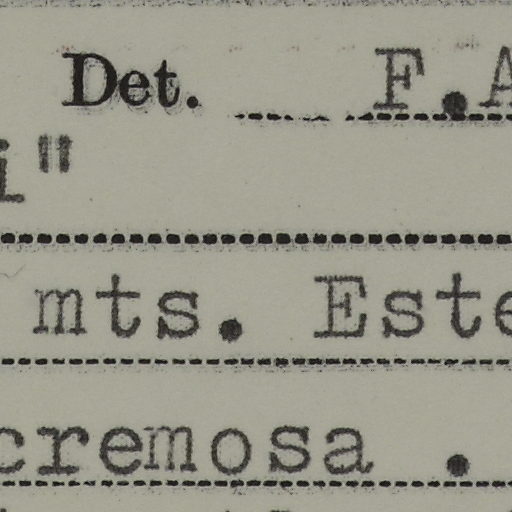 Det. F.A
i"
mts. Este
cremosa .